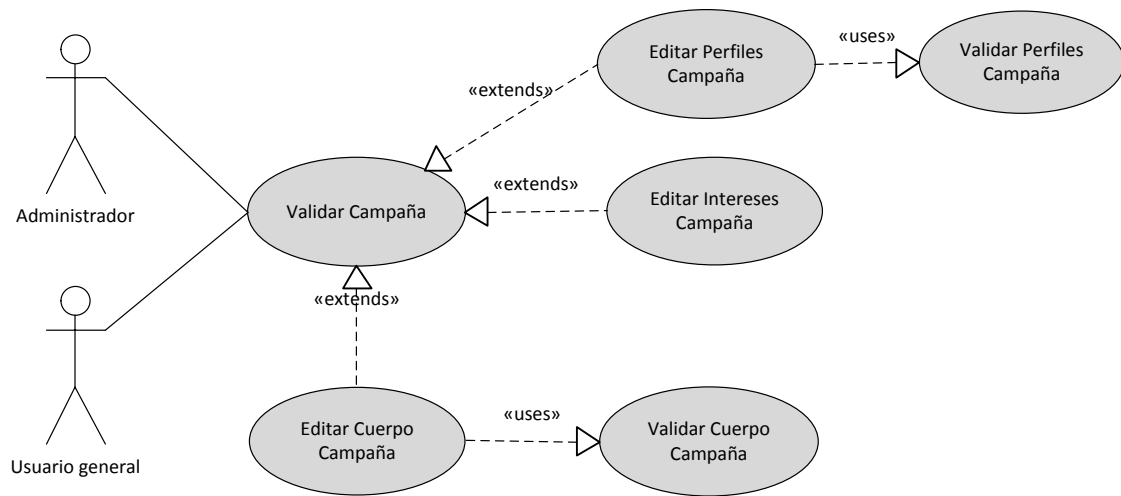 Editar Perfiles
Campaña
«uses»
Validar Perfiles
Campaña
«extends»
Administrador
Validar Campaña
«extends»
Editar Intereses
Campaña
«extends»
Usuario general
Editar Cuerpo
Campaña
«uses»
Validar Cuerpo
Campaña